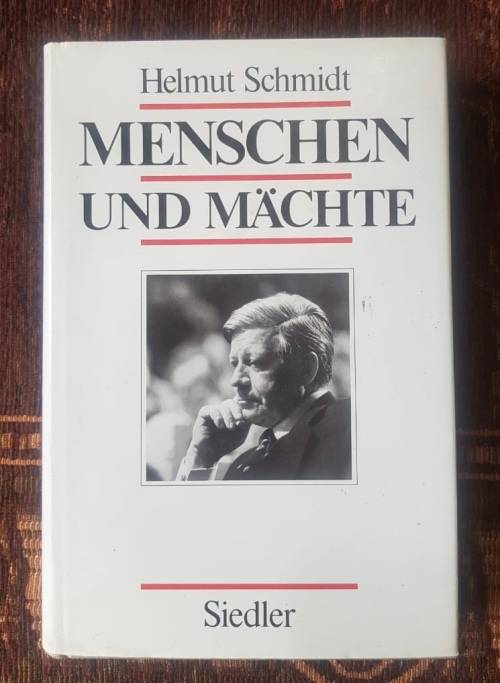 Helmut Schmidt
MENSCHEN
UND MÄCHTE
Siedler